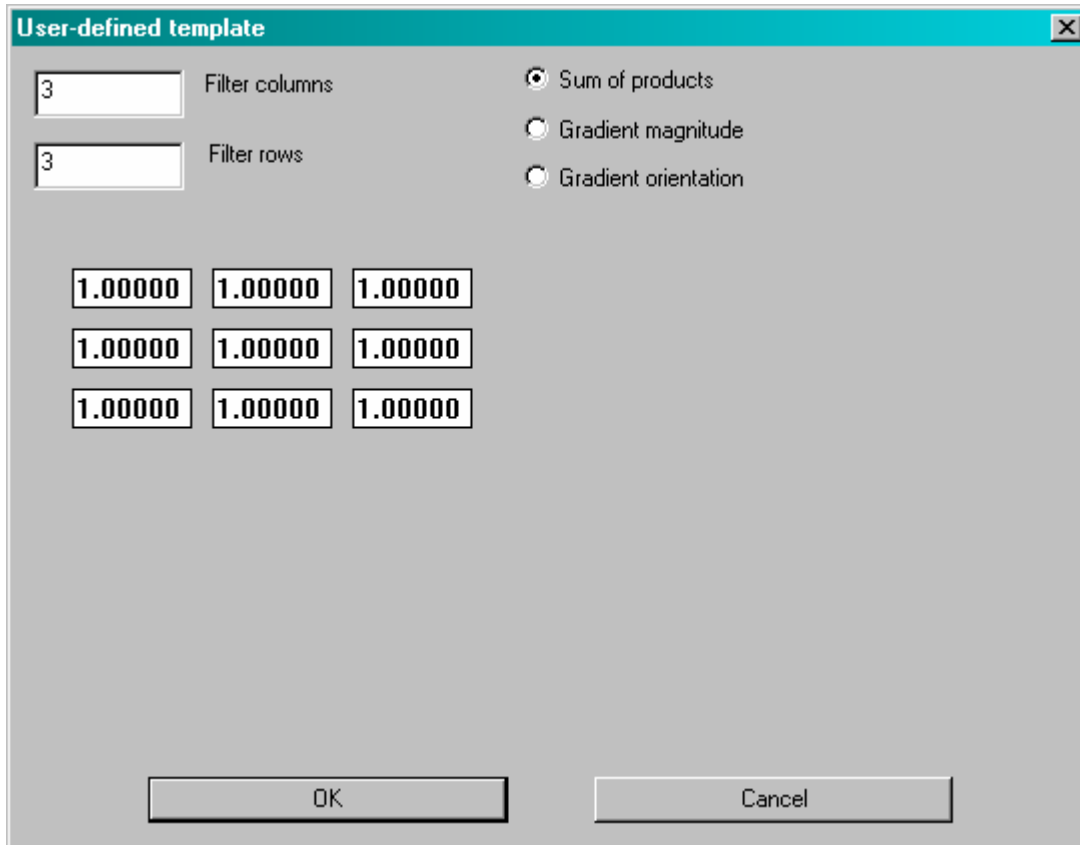 User-defined template
3 Filter columns
3 Filter rows
Sum of products
Gradient magnitude
Gradient orientation
1.00000 1.00000 1.00000
1.00000 1.00000 1.00000
1.00000 1.00000 1.00000
OK Cancel